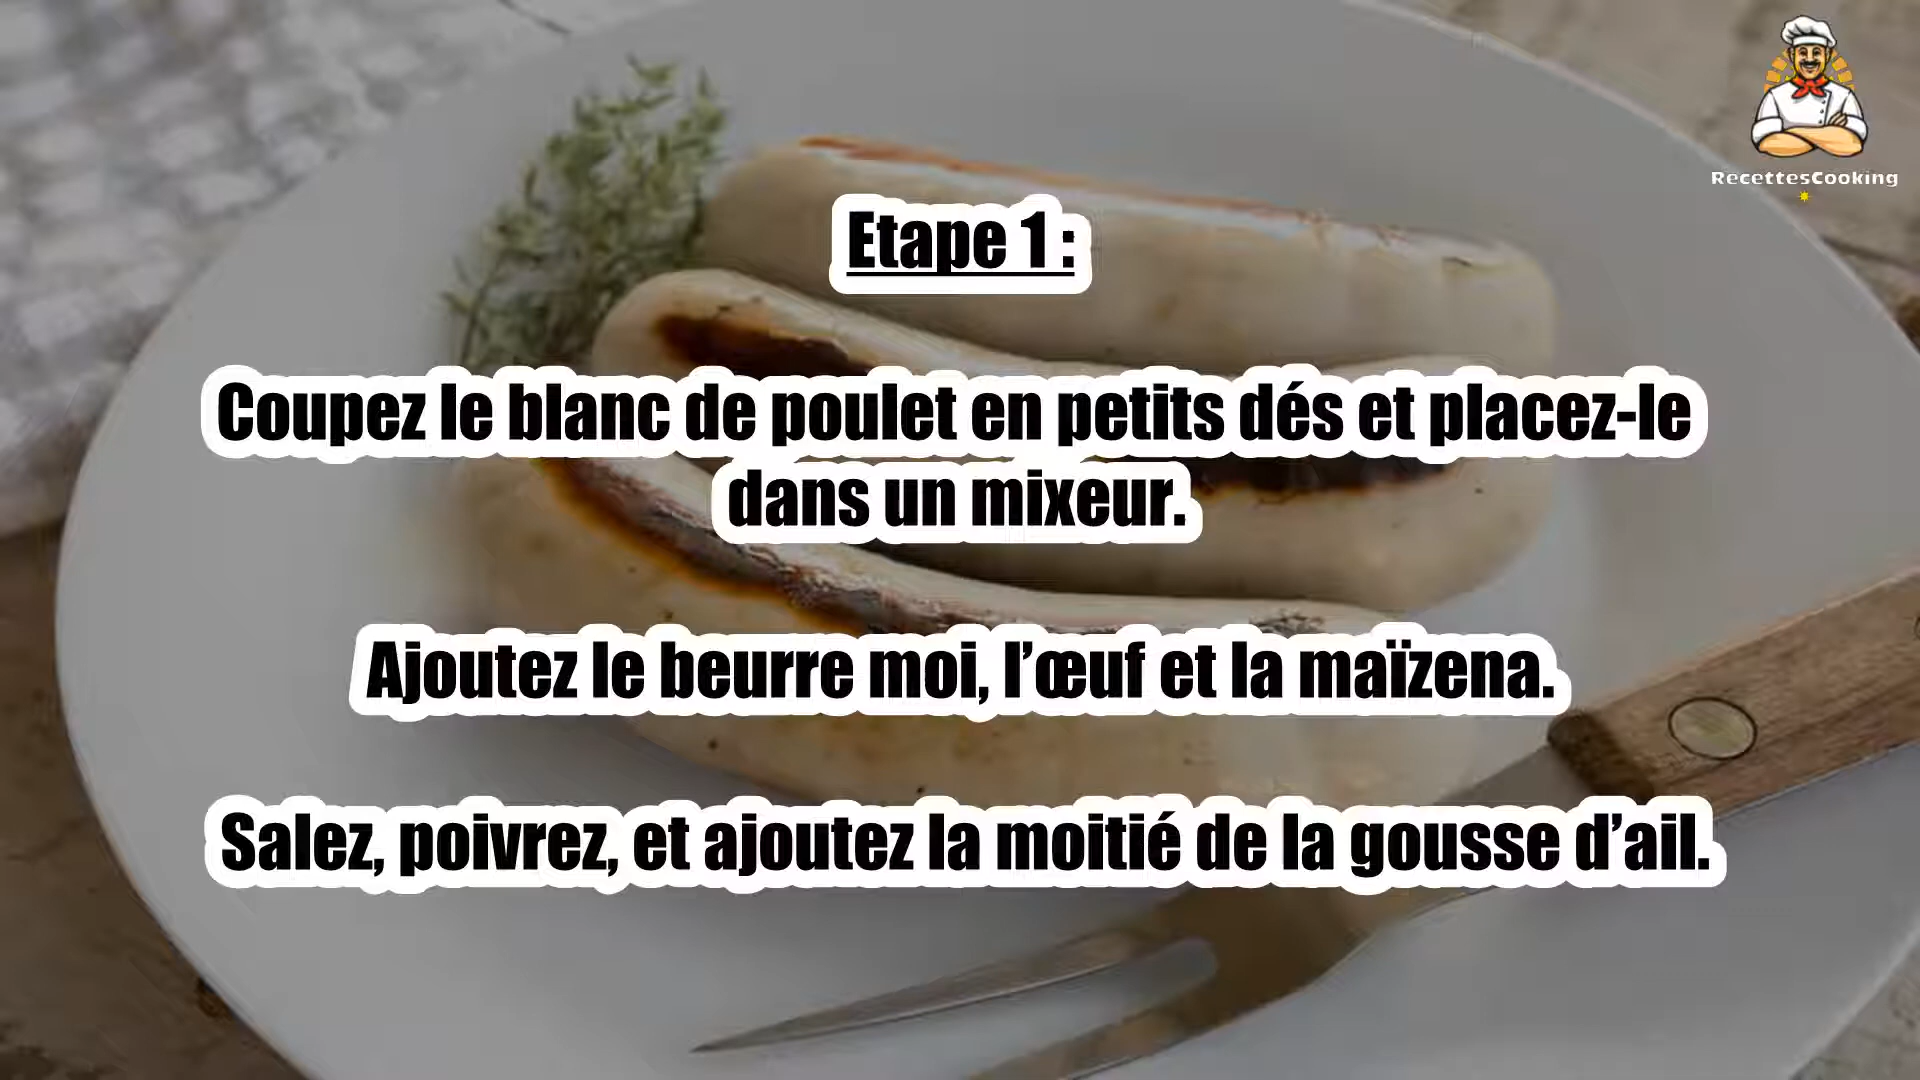 RecettesCooking
Etape 1 :
Coupez le blanc de poulet en petits dés et placez-le
dans un mixeur.
Ajoutez le beurre moi, l’œuf et la maïzena.
Salez, poivrez, et ajoutez la moitié de la gousse d’ail.